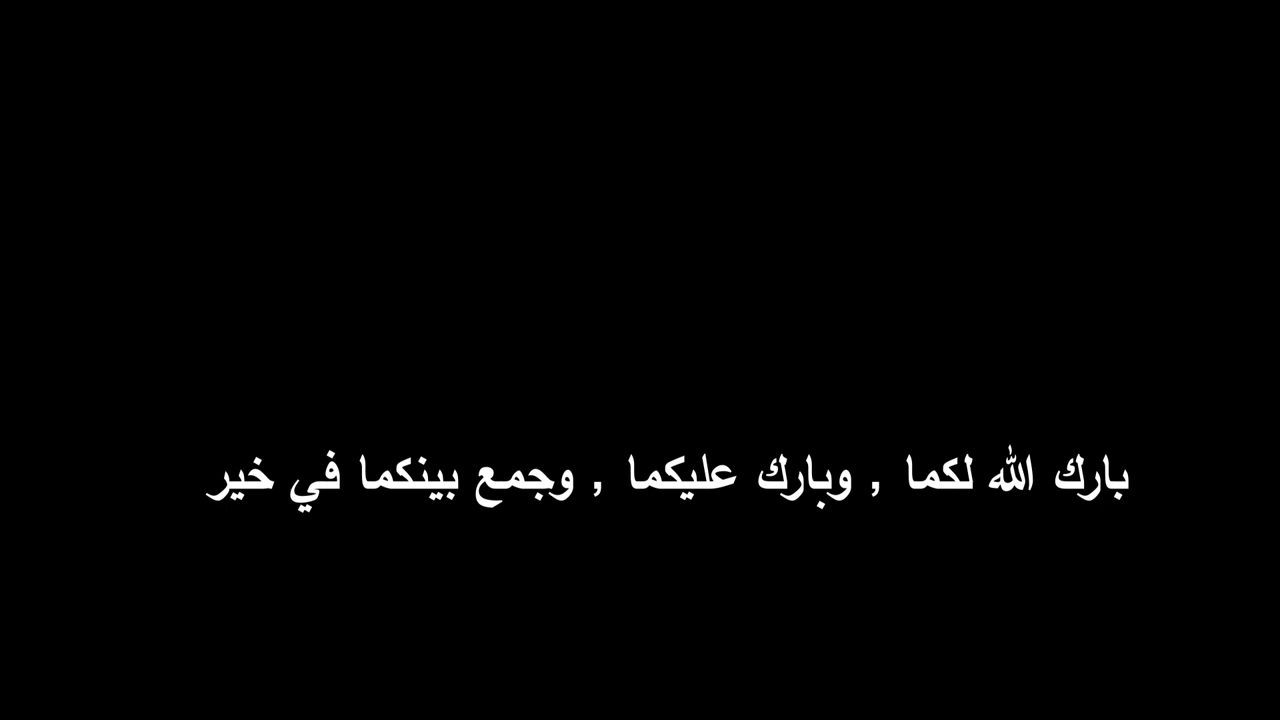 بارك الله لكما , وبارك عليكما , وجمع بينكما في خير